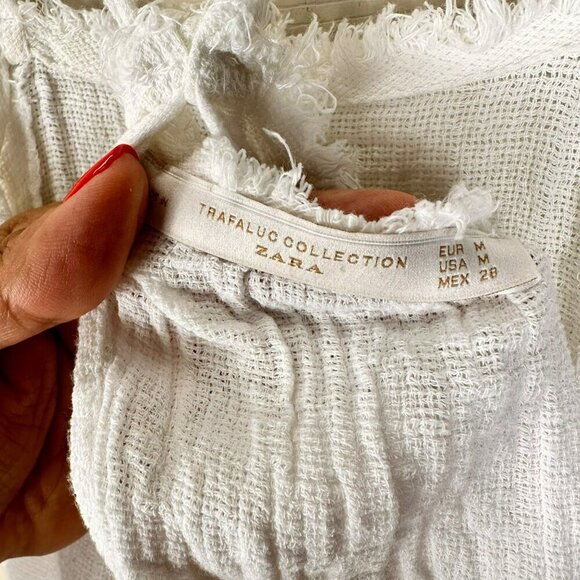 TRAFALUC COLLECTION
ZARA
EUR M
USA M
MEX 28